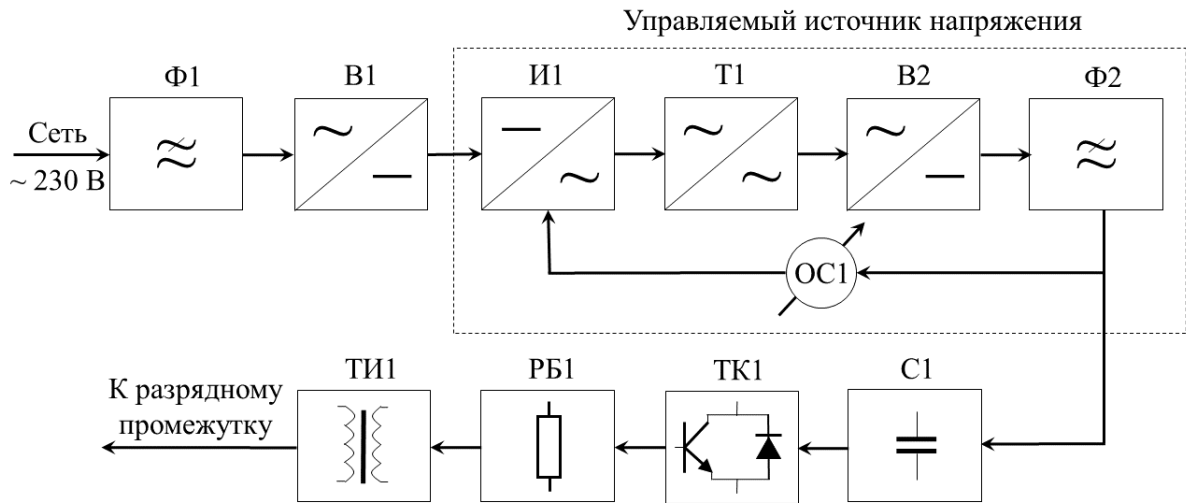 Управляемый источник напряжения
Ф1
В1
И1
Т1
В2
Ф2
Сеть
~ 230 В
ОС1
К разрядному
промежутку
ТИ1
РБ1
ТК1
С1